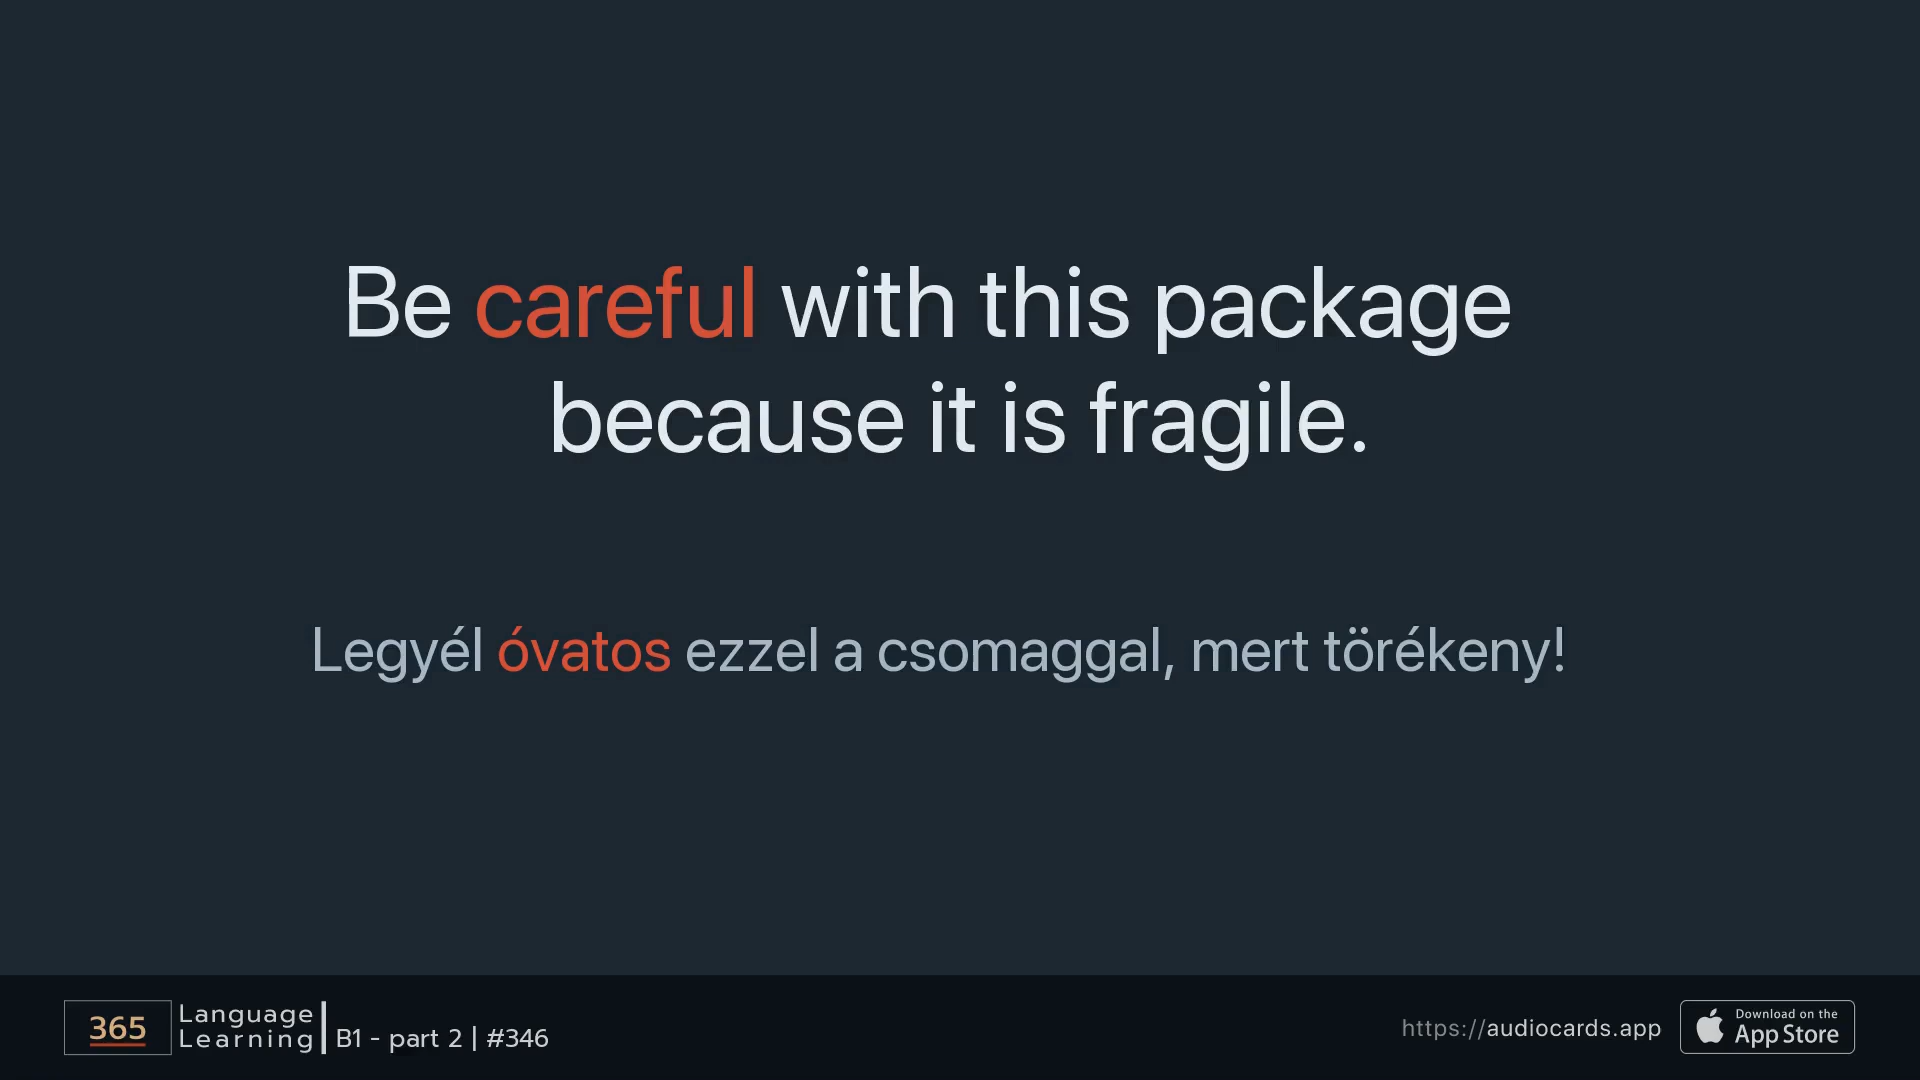 Be careful with this package
because it is fragile.
Legyél óvatos ezzel a csomaggal, mert törékeny!
365
Language
Learning
B1 - part 2 | #346
https://audiocards.app
Download on the
App Store